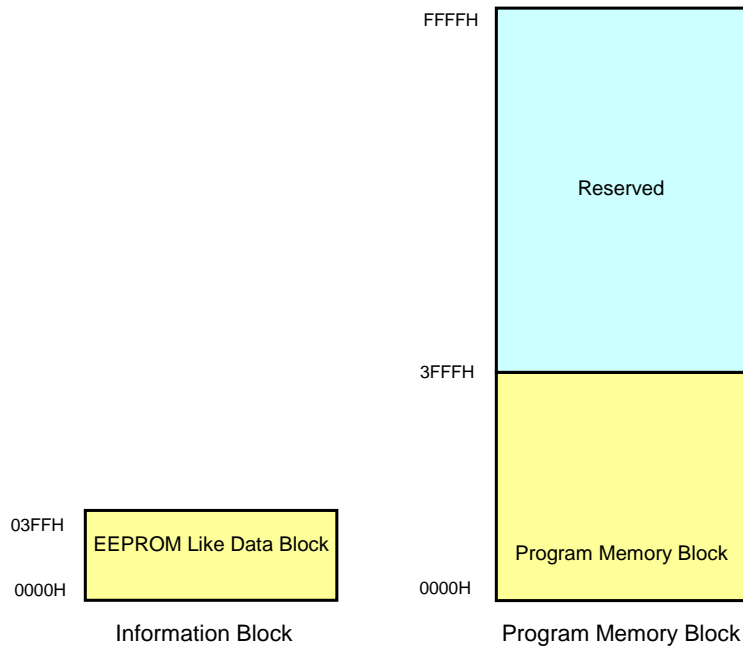 FFFFH
Reserved
3FFFH
03FFH
EEPROM Like Data Block
Program Memory Block
0000H
0000H
Information Block
Program Memory Block